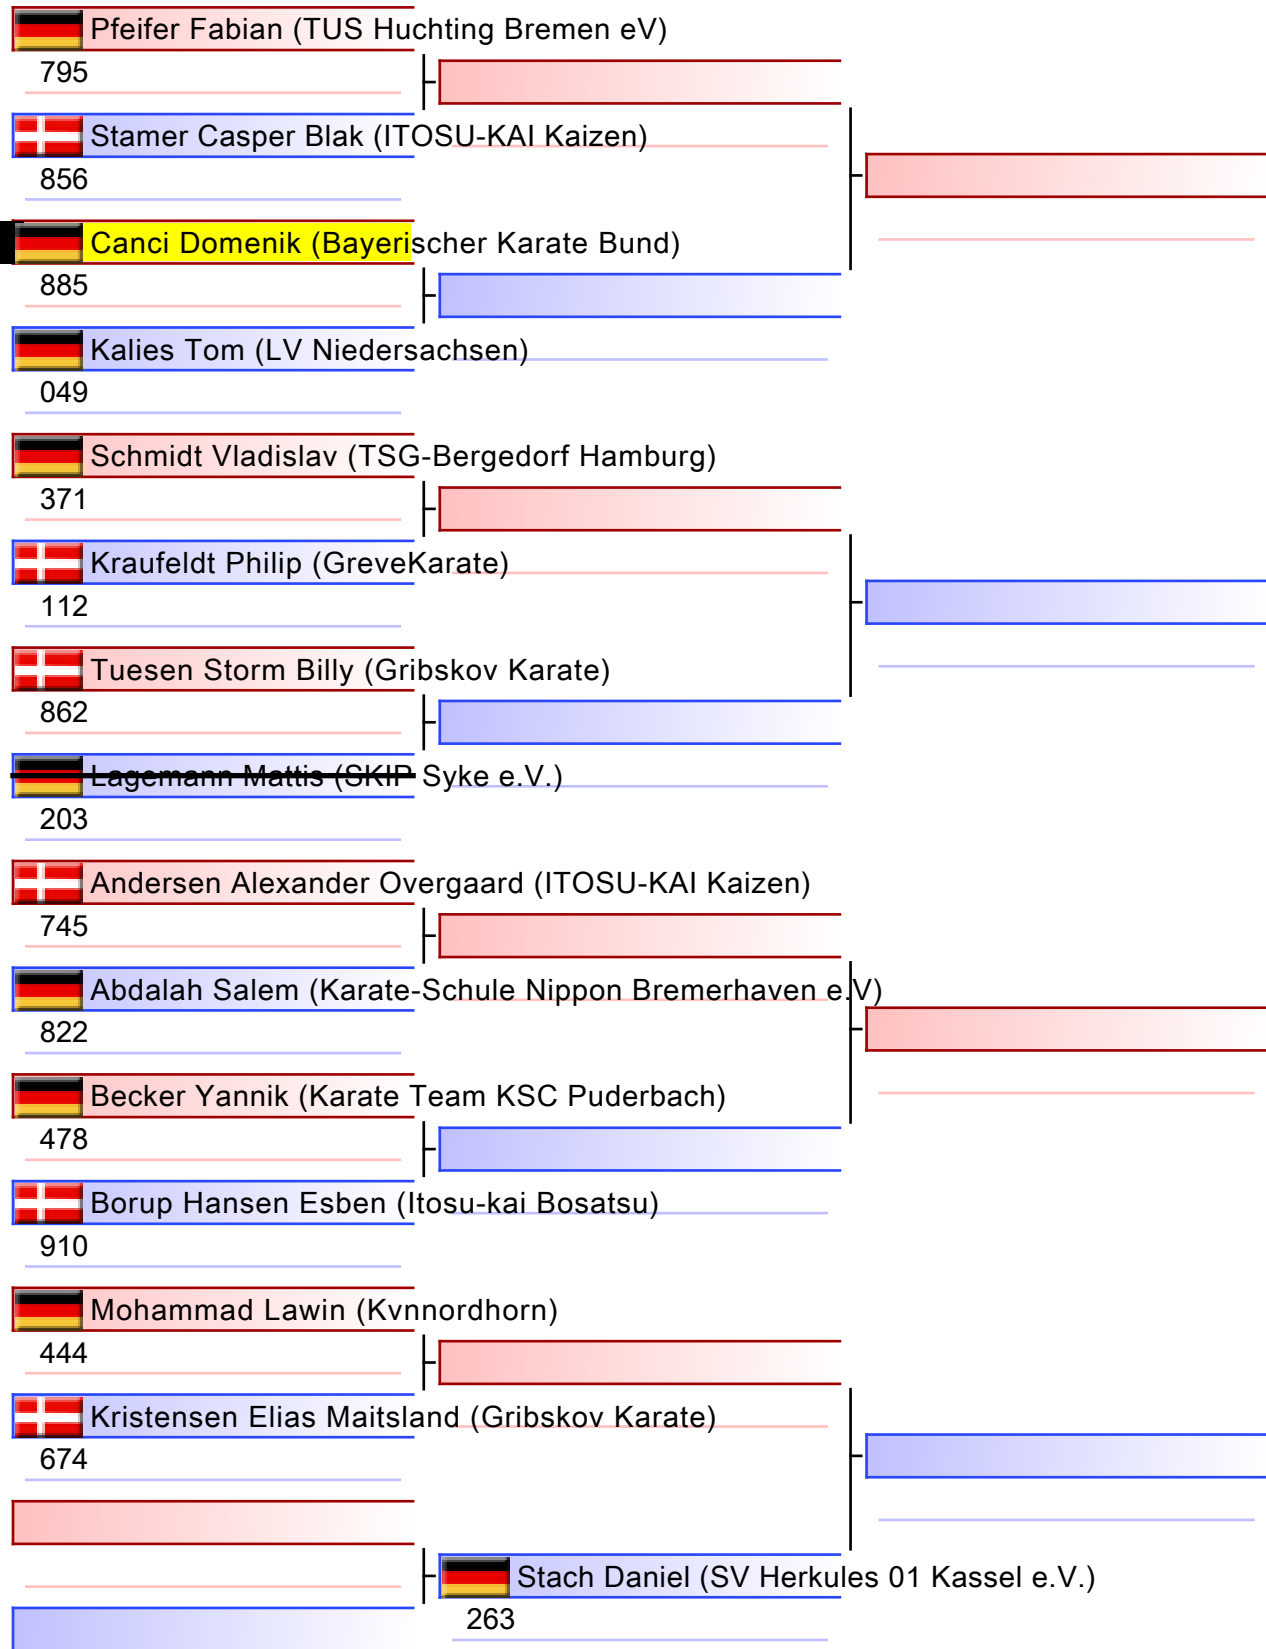 Pfeifer Fabian (TUS Huchting Bremen eV)
795
Stamer Casper Blak (ITOSU-KAI Kaizen)
856
Canci Domenik (Bayerischer Karate Bund)
885
Kalies Tom (LV Niedersachsen)
049
Schmidt Vladislav (TSG-Bergedorf Hamburg)
371
Kraufeldt Philip (GreveKarate)
112
Tuesen Storm Billy (Gribskov Karate)
862
Lagemann Mattis (SKIP Syke e.V.)
203
Andersen Alexander Overgaard (ITOSU-KAI Kaizen)
745
Abdalah Salem (Karate-Schule Nippon Bremerhaven e.V)
822
Becker Yannik (Karate Team KSC Puderbach)
478
Borup Hansen Esben (Itosu-kai Bosatsu)
910
Mohammad Lawin (Kvnnordhorn)
444
Kristensen Elias Maitsland (Gribskov Karate)
674
Stach Daniel (SV Herkules 01 Kassel e.V.)
263